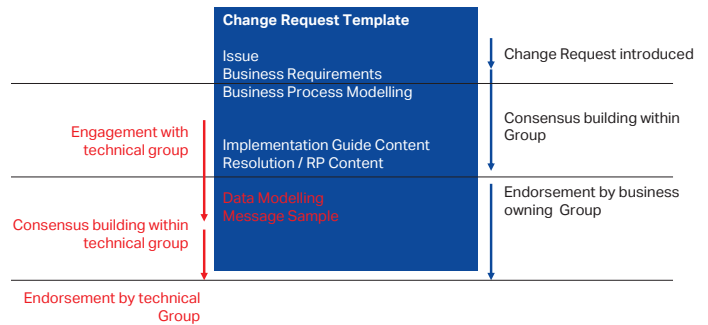 Change Request Template
Issue
Business Requirements
Business Process Modelling
Implementation Guide Content
Resolution / RP Content
Data Modelling
Message Sample
Change Request introduced
Consensus building within
Group
Endorsement by business
owning Group
Engagement with
technical group
Consensus building within
technical group
Endorsement by technical
Group